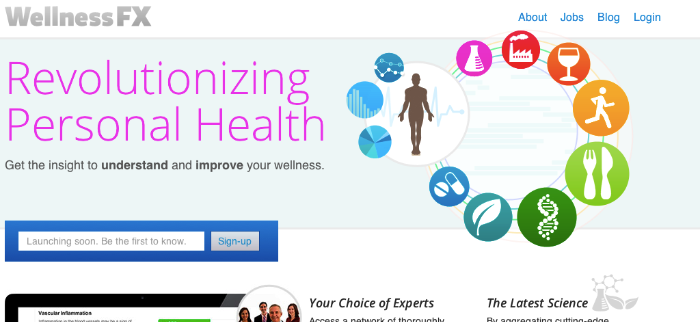 WellnessFX
About Jobs Blog Login
Revolutionizing
Personal Health
Get the insight to understand and improve your wellness.
Launching soon. Be the first to know. Sign-up
Vascular inflammation
Your Choice of Experts
The Latest Science
Access a network of thoroughly
By aggregating cutting-edge